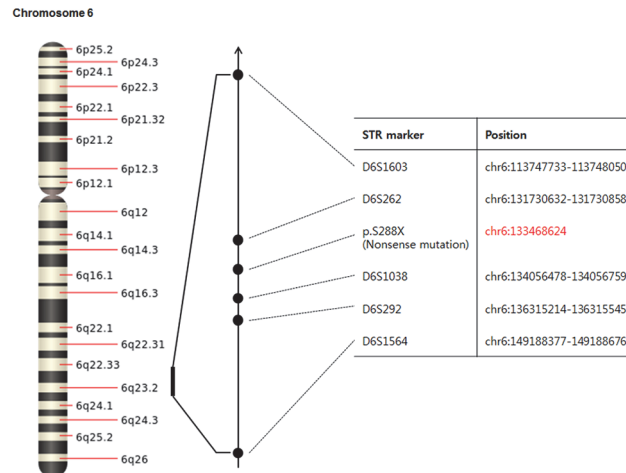 Chromosome 6
6p25.2
6p24.3
6p24.1
6p22.3
6p22.1
6p21.32
6p21.2
6p12.3
6p12.1
6q12
6q14.1
6q14.3
6q16.1
6q16.3
6q22.1
6q22.31
6q22.33
6q23.2
6q24.1
6q24.3
6q25.2
6q26
STR marker Position
D6S1603 chr6:113747733-113748050
D6S262 chr6:131730632-131730858
p.S288X chr6:133468624
(Nonsense mutation)
D6S1038 chr6:134056478-134056759
D6S292 chr6:136315214-136315545
D6S1564 chr6:149188377-149188676